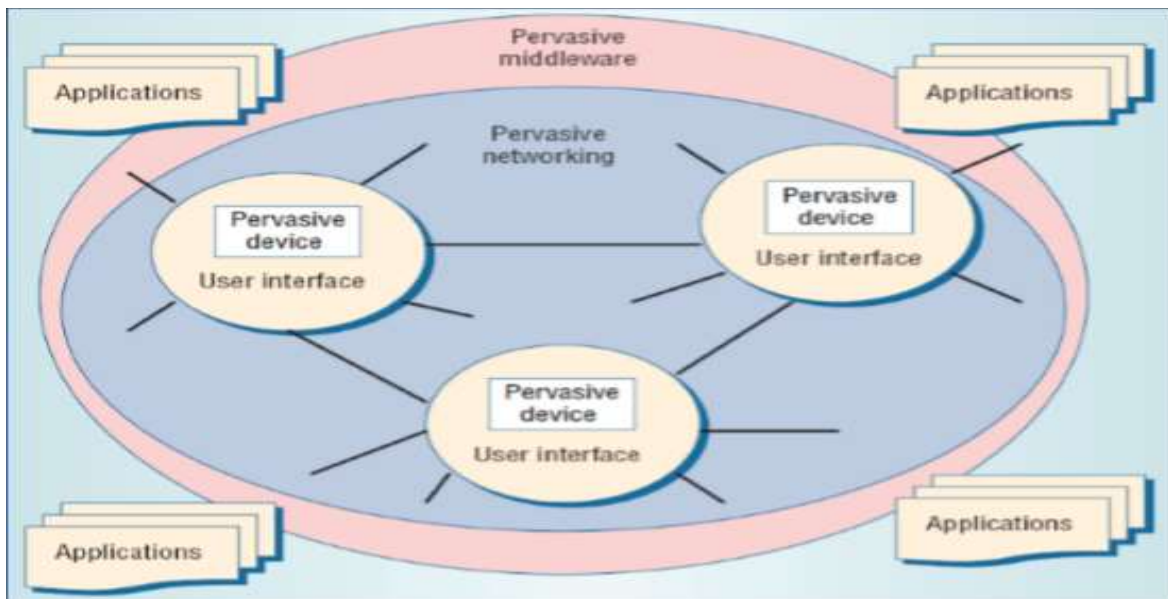 Pervasive
middleware
Applications
Applications
Pervasive
networking
Pervasive
device
User interface
Pervasive
device
User interface
Pervasive
device
User interface
Applications
Applications